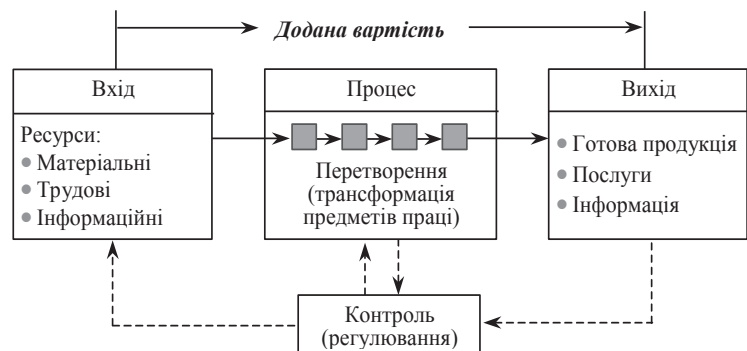 Додана вартість
Вхід
Ресурси:
● Матеріальні
● Трудові
● Інформаційні
Процес
Перетворення
(трансформація
предметів праці)
Вихід
● Готова продукція
● Послуги
● Інформація
Контроль
(регулювання)